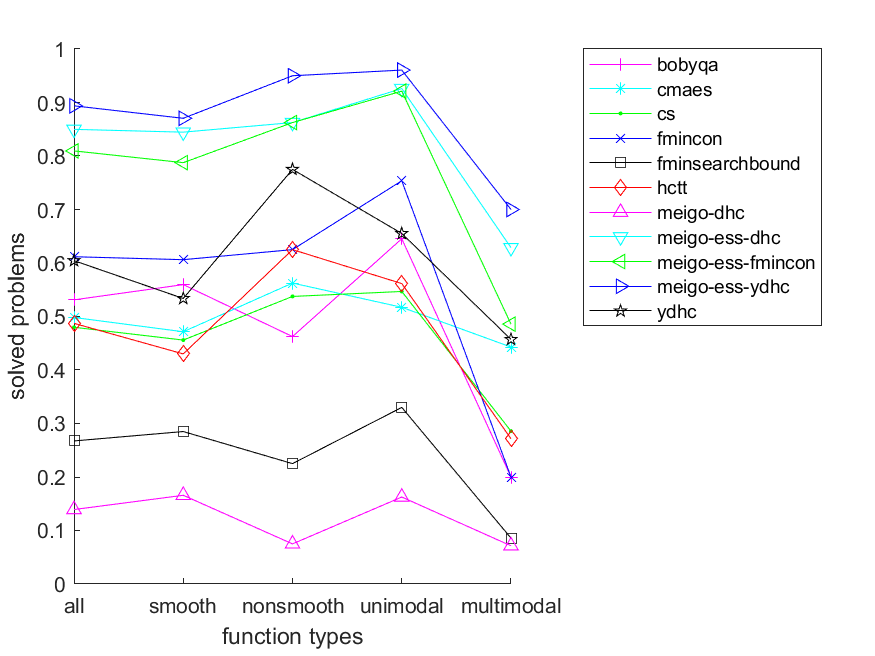 1
0.9
0.8
0.7
0.6
0.5
0.4
0.3
0.2
0.1
0
solved problems
all smooth nonsmooth unimodal multimodal
function types
bobyqa
cmaes
cs
fmincon
fminsearchbound
hctt
meigo-dhc
meigo-ess-dhc
meigo-ess-fmincon
meigo-ess-ydhc
ydhc